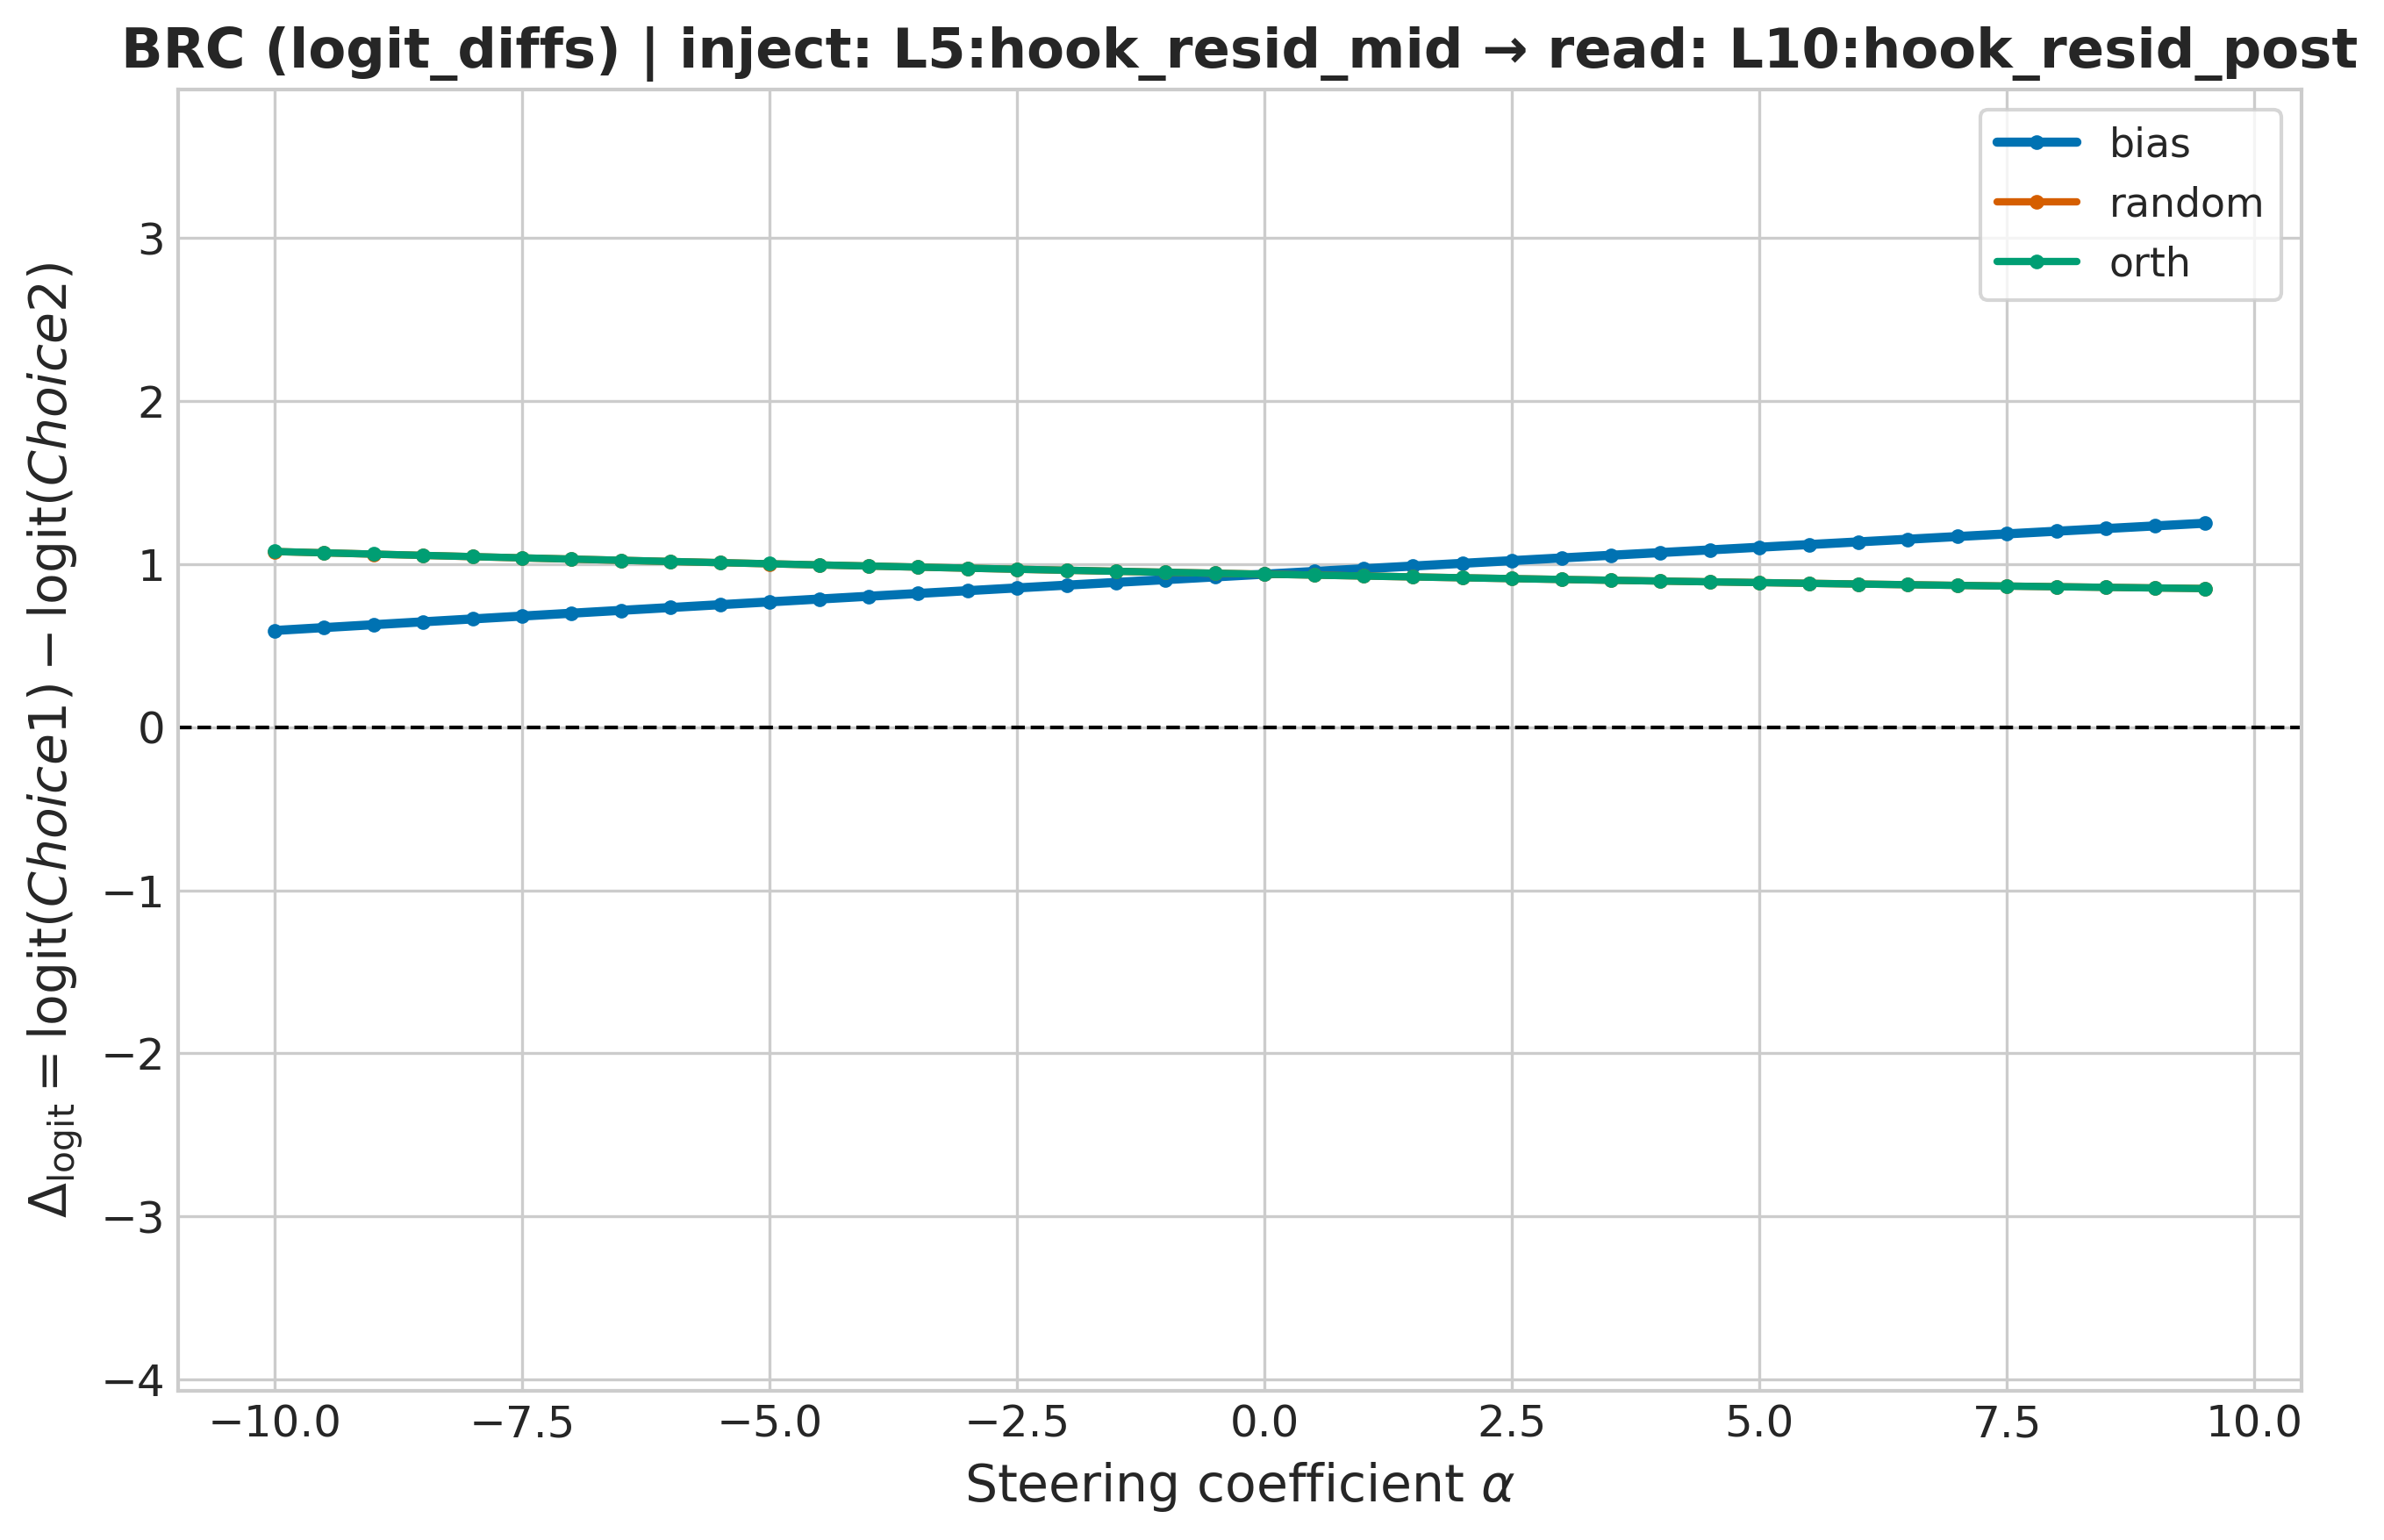 BRC (logit_diffs) | inject: L5:hook_resid_mid → read: L10:hook_resid_post
Δlogit = logit(Choice1) − logit(Choice2)
3
2
1
0
−1
−2
−3
−4
bias
random
orth
−10.0 −7.5 −5.0 −2.5 0.0 2.5 5.0 7.5 10.0
Steering coefficient α